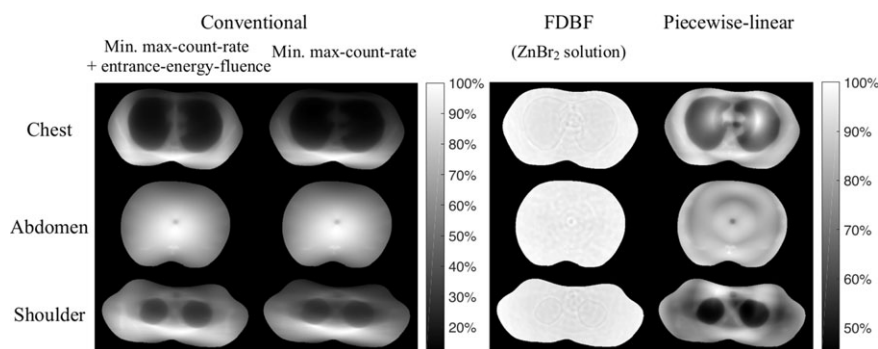 Conventional
FDBF
Piecewise-linear
Min. max-count-rate
+ entrance-energy-fluence
Min. max-count-rate
(ZnBr2 solution)
Chest
Abdomen
Shoulder
100%
90%
80%
70%
60%
50%
40%
30%
20%
100%
90%
80%
70%
60%
50%